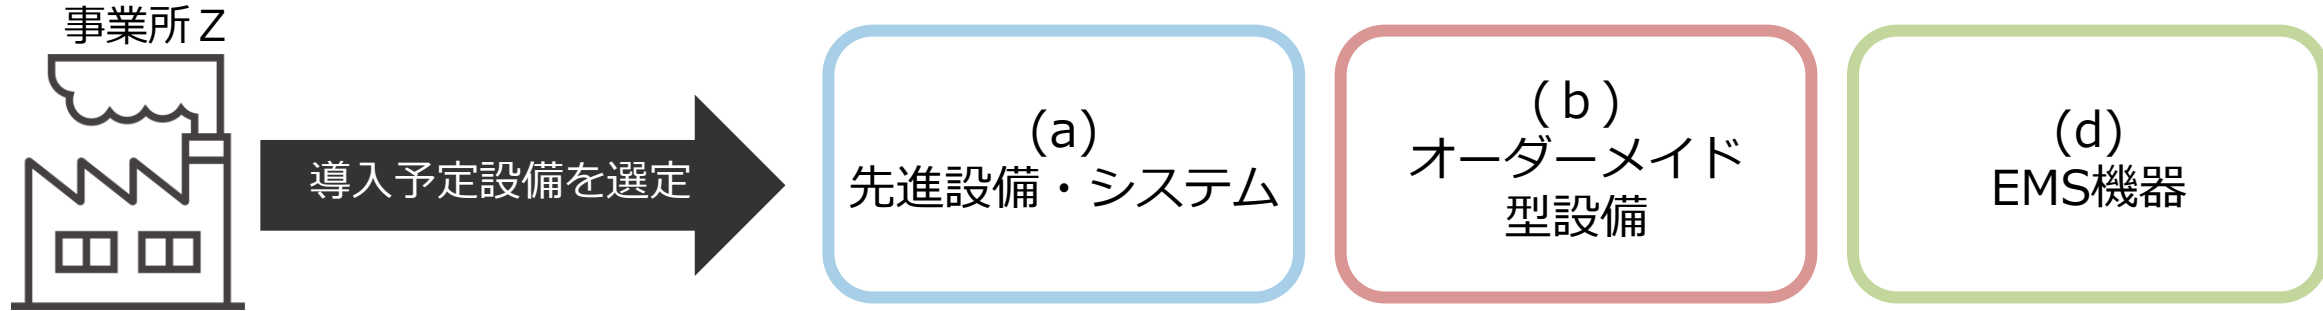 事業所Ｚ
導入予定設備を選定
(a)
先進設備・システム
(ｂ)
オーダーメイド
型設備
(d)
EMS機器